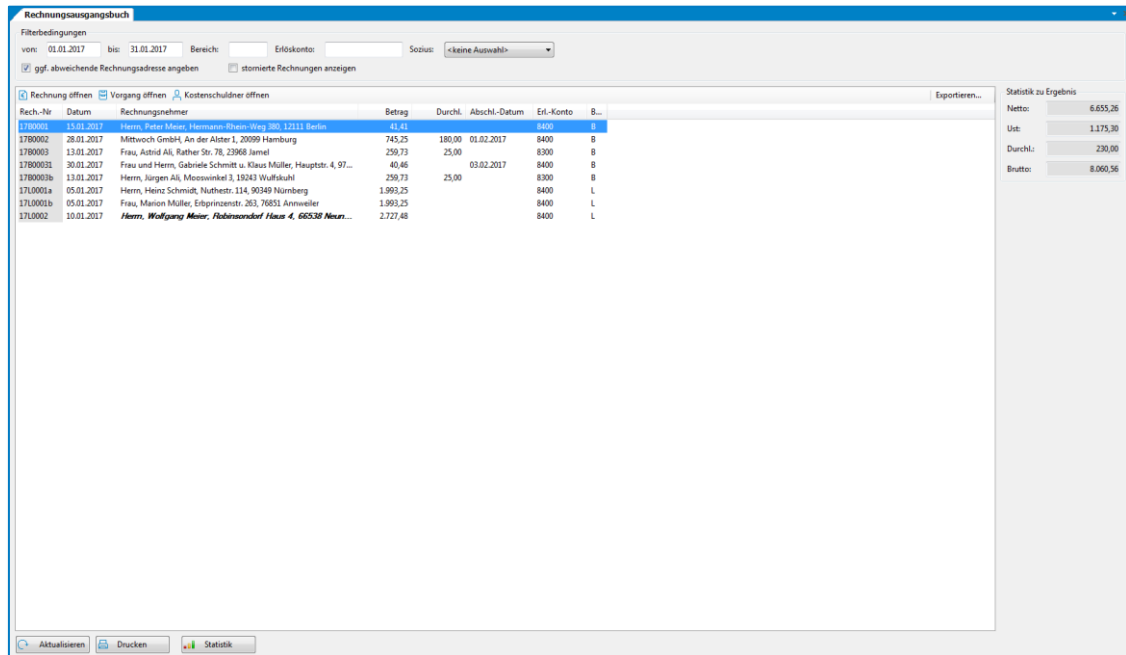 Rechnungsausgangsbuch
Filterbedingungen
von: 01.01.2017 bis: 31.01.2017 Bereich: Erlöskonto: Sozius: <keine Auswahl>
ggf. abweichende Rechnungsadresse angeben stornierte Rechnungen anzeigen
Rechnung öffnen Vorgang öffnen Kostenschuldner öffnen Exportieren...
Rech.-Nr Datum Rechnungsnehmer Betrag Durchl. Abschl.-Datum Erl.-Konto B...
17B0001 15.01.2017 Herrn, Peter Meier, Hermann-Rhein-Weg 380, 12111 Berlin 41,41 8400 B
17B0002 28.01.2017 Mittwoch GmbH, An der Alster 1, 20099 Hamburg 745,25 180,00 01.02.2017 8400 B
17B0003 13.01.2017 Frau, Astrid Ali, Rather Str. 78, 23968 Jamel 259,73 25,00 8300 B
17B00031 30.01.2017 Frau und Herrn, Gabriele Schmitt u. Klaus Müller, Hauptstr. 4, 97... 40,46 03.02.2017 8400 B
17B0003b 13.01.2017 Herrn, Jürgen Ali, Mooswinkel 3, 19243 Wulfskuhl 259,73 25,00 8300 B
17L0001a 05.01.2017 Herrn, Heinz Schmidt, Nuthestr. 114, 90349 Nürnberg 1.993,25 8400 L
17L0001b 05.01.2017 Frau, Marion Müller, Erbprinzenstr. 263, 76851 Annweiler 1.993,25 8400 L
17L0002 10.01.2017 Herrn, Wolfgang Meier, Robinsondorf Haus 4, 66538 Neun... 2.727,48 8400 L
Statistik zu Ergebnis
Netto: 6.655,26
Ust: 1.175,30
Durchl.: 230,00
Brutto: 8.060,56
Aktualisieren Drucken Statistik